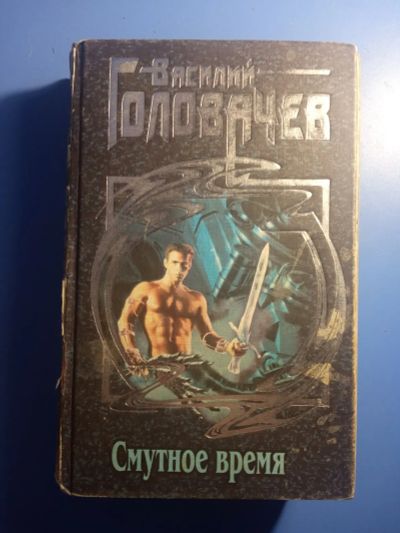 Василий
Головачев
Смутное время